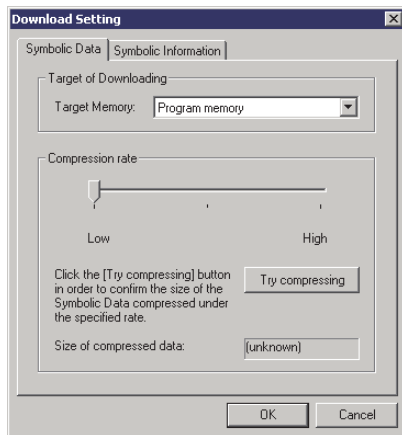 Download Setting
Symbolic Data Symbolic Information
Target of Downloading
Target Memory: Program memory
Compression rate
Low High
Click the [Try compressing] button
in order to confirm the size of the
Symbolic Data compressed under
the specified rate.
Try compressing
Size of compressed data: (unknown)
OK Cancel